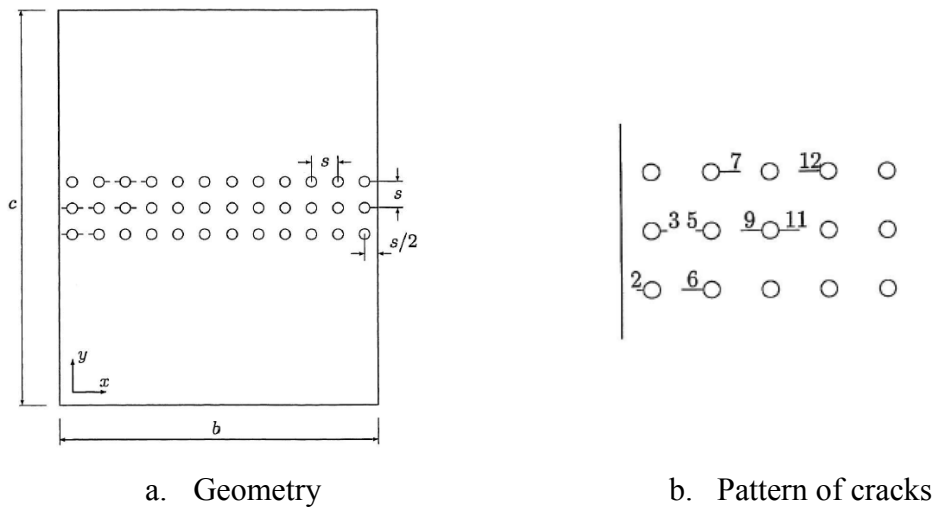 s
s
c
s/2
y
x
b
7
12
3
5
9
11
2
6
a. Geometry
b. Pattern of cracks